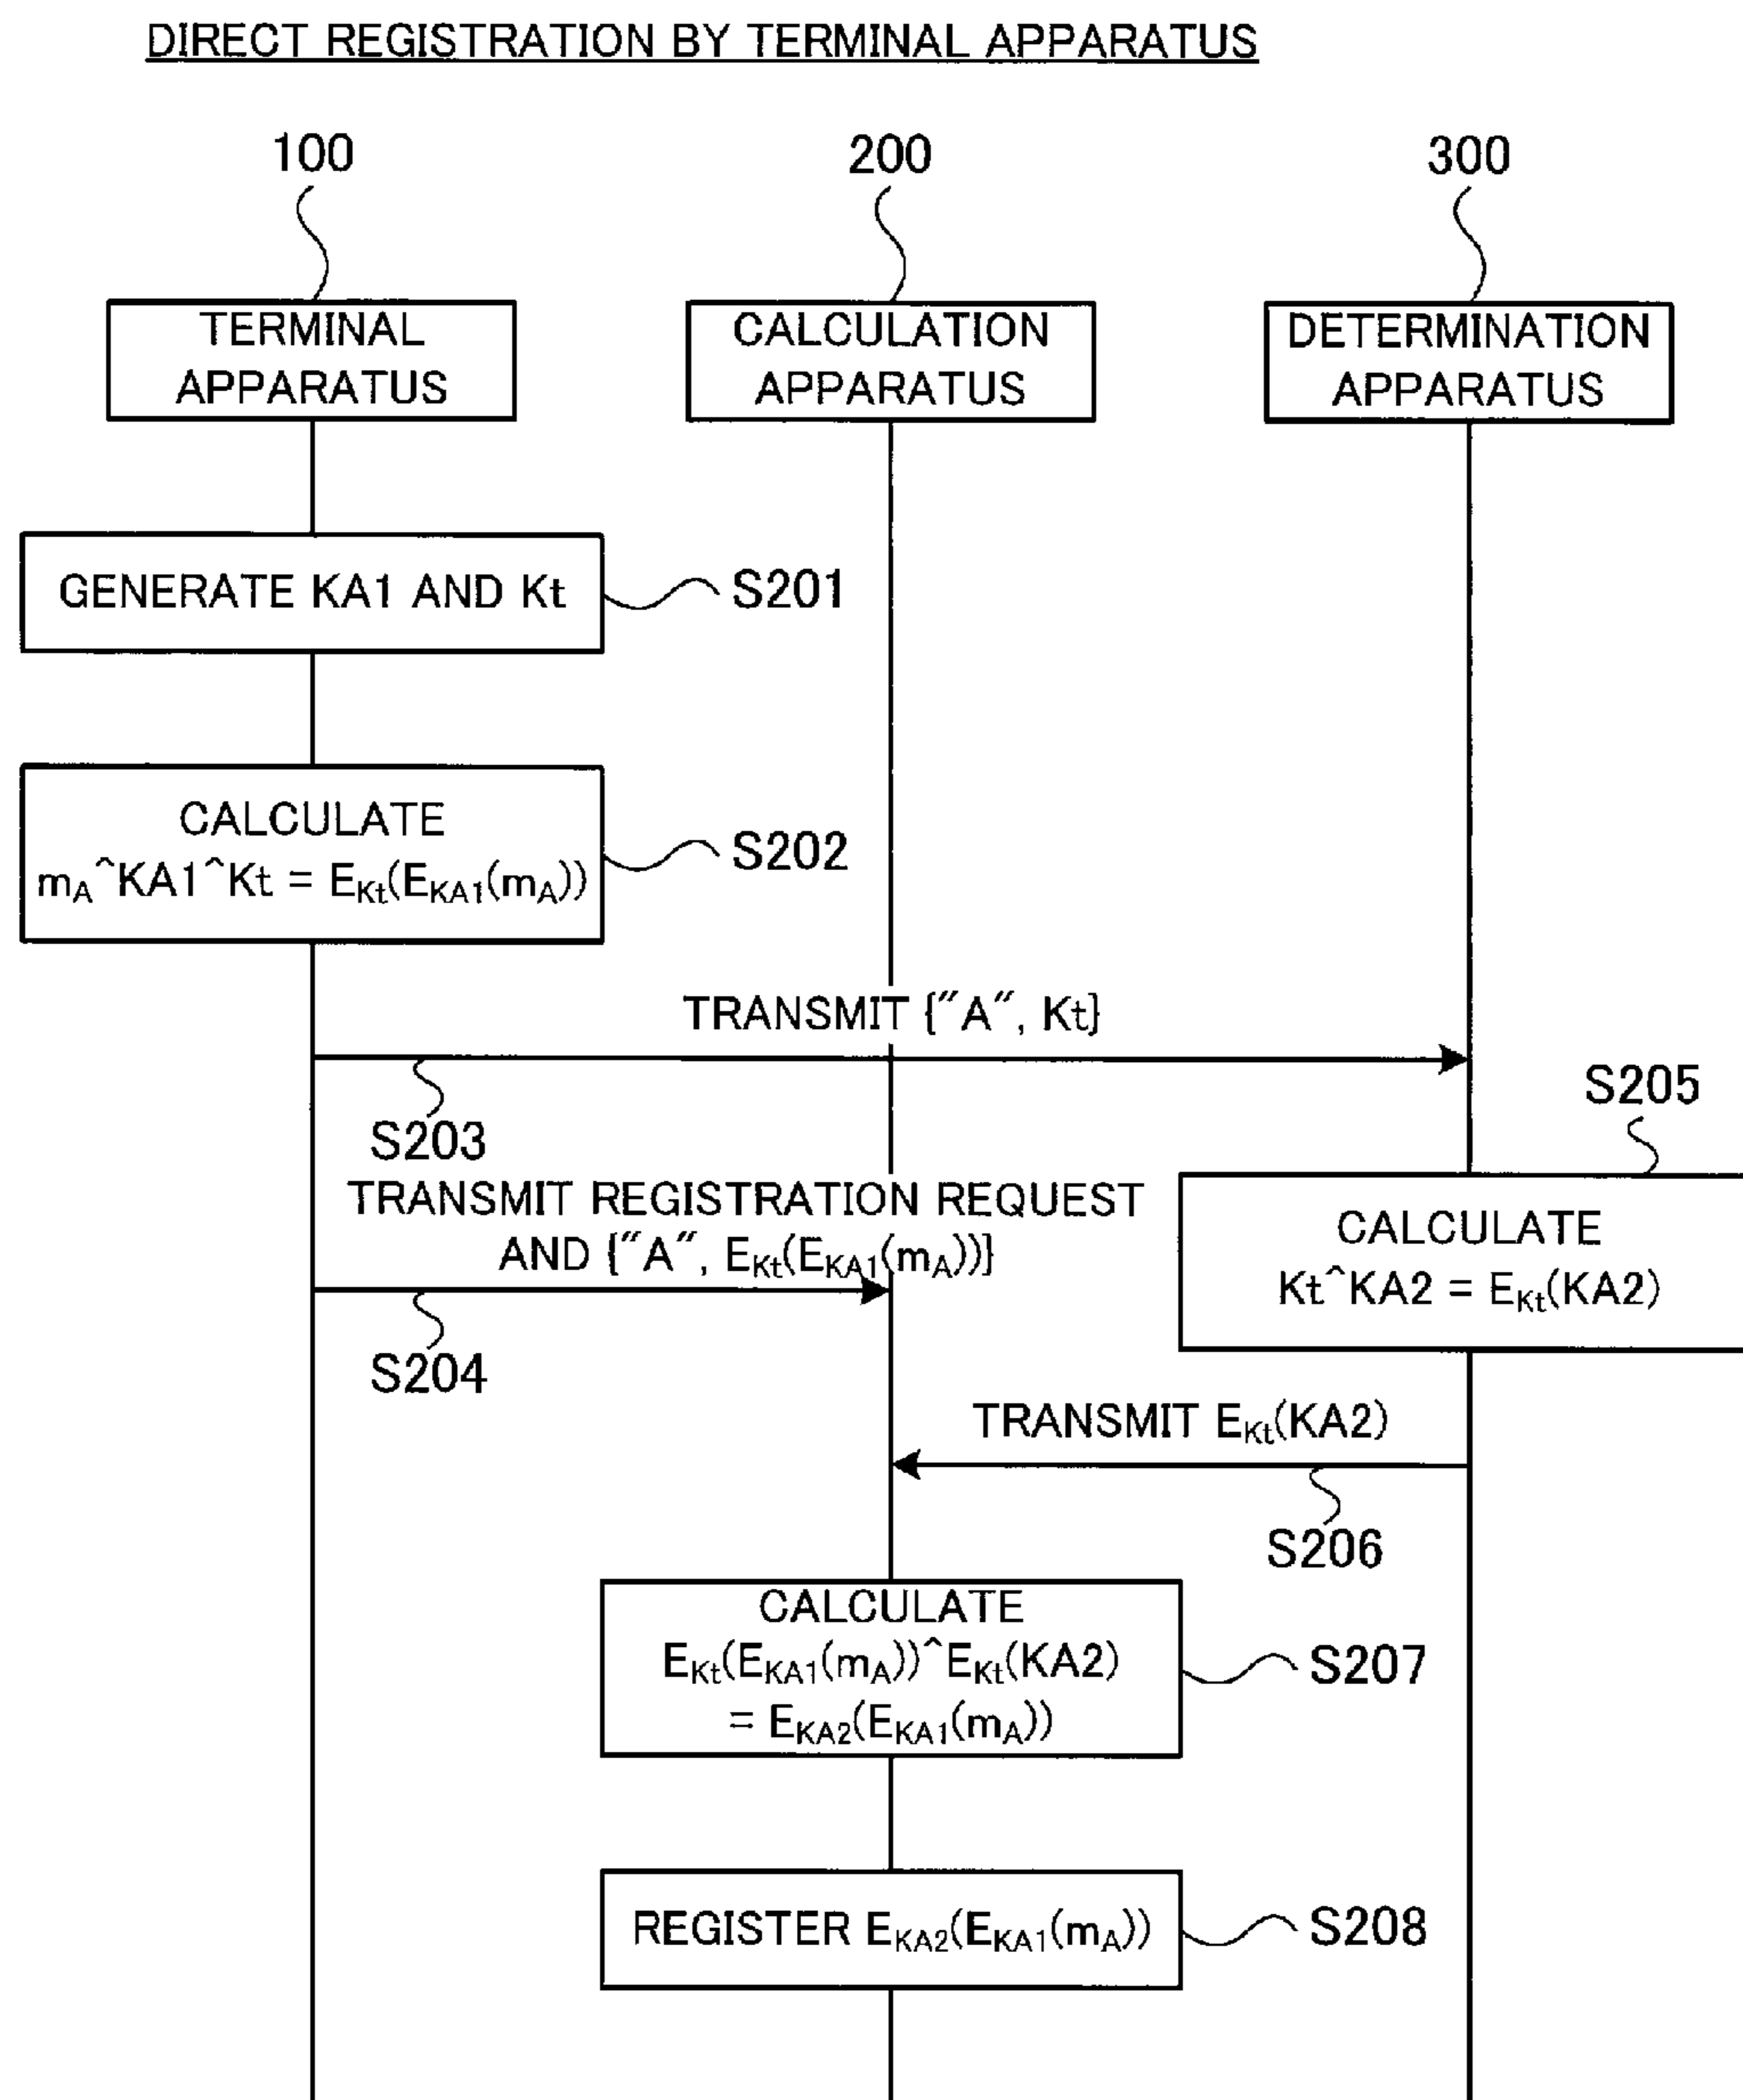 DIRECT REGISTRATION BY TERMINAL APPARATUS
100
200
300
TERMINAL
APPARATUS
CALCULATION
APPARATUS
DETERMINATION
APPARATUS
GENERATE KA1 AND Kt
S201
CALCULATE
mA^KA1^Kt = EKt(EKA1(mA))
S202
TRANSMIT {"A", Kt}
S203
S205
TRANSMIT REGISTRATION REQUEST
AND {"A", EKt(EKA1(mA))}
S204
CALCULATE
Kt^KA2 = EKt(KA2)
TRANSMIT EKt(KA2)
S206
CALCULATE
EKt(EKA1(mA))^EKt(KA2)
= EKA2(EKA1(mA))
S207
REGISTER EKA2(EKA1(mA))
S208